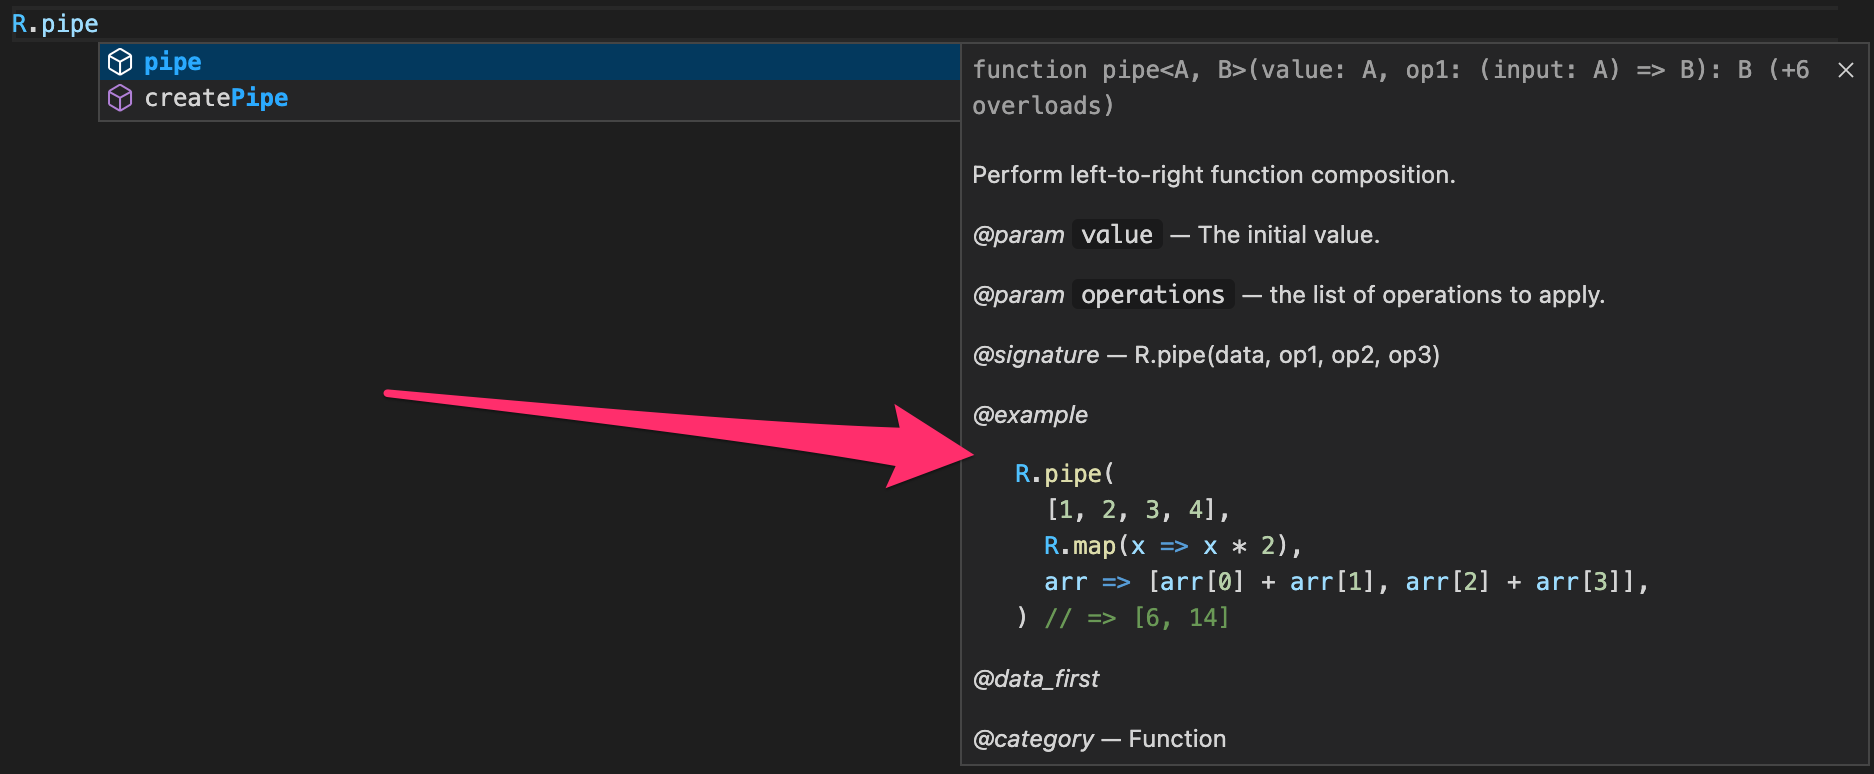 R.pipe
pipe
createPipe
function pipe<A, B>(value: A, op1: (input: A) => B): B (+6
overloads)
Perform left-to-right function composition.
@param value — The initial value.
@param operations — the list of operations to apply.
@signature — R.pipe(data, op1, op2, op3)
@example
R.pipe(
  [1, 2, 3, 4],
  R.map(x => x * 2),
  arr => [arr[0] + arr[1], arr[2] + arr[3]],
) // => [6, 14]
@data_first
@category — Function